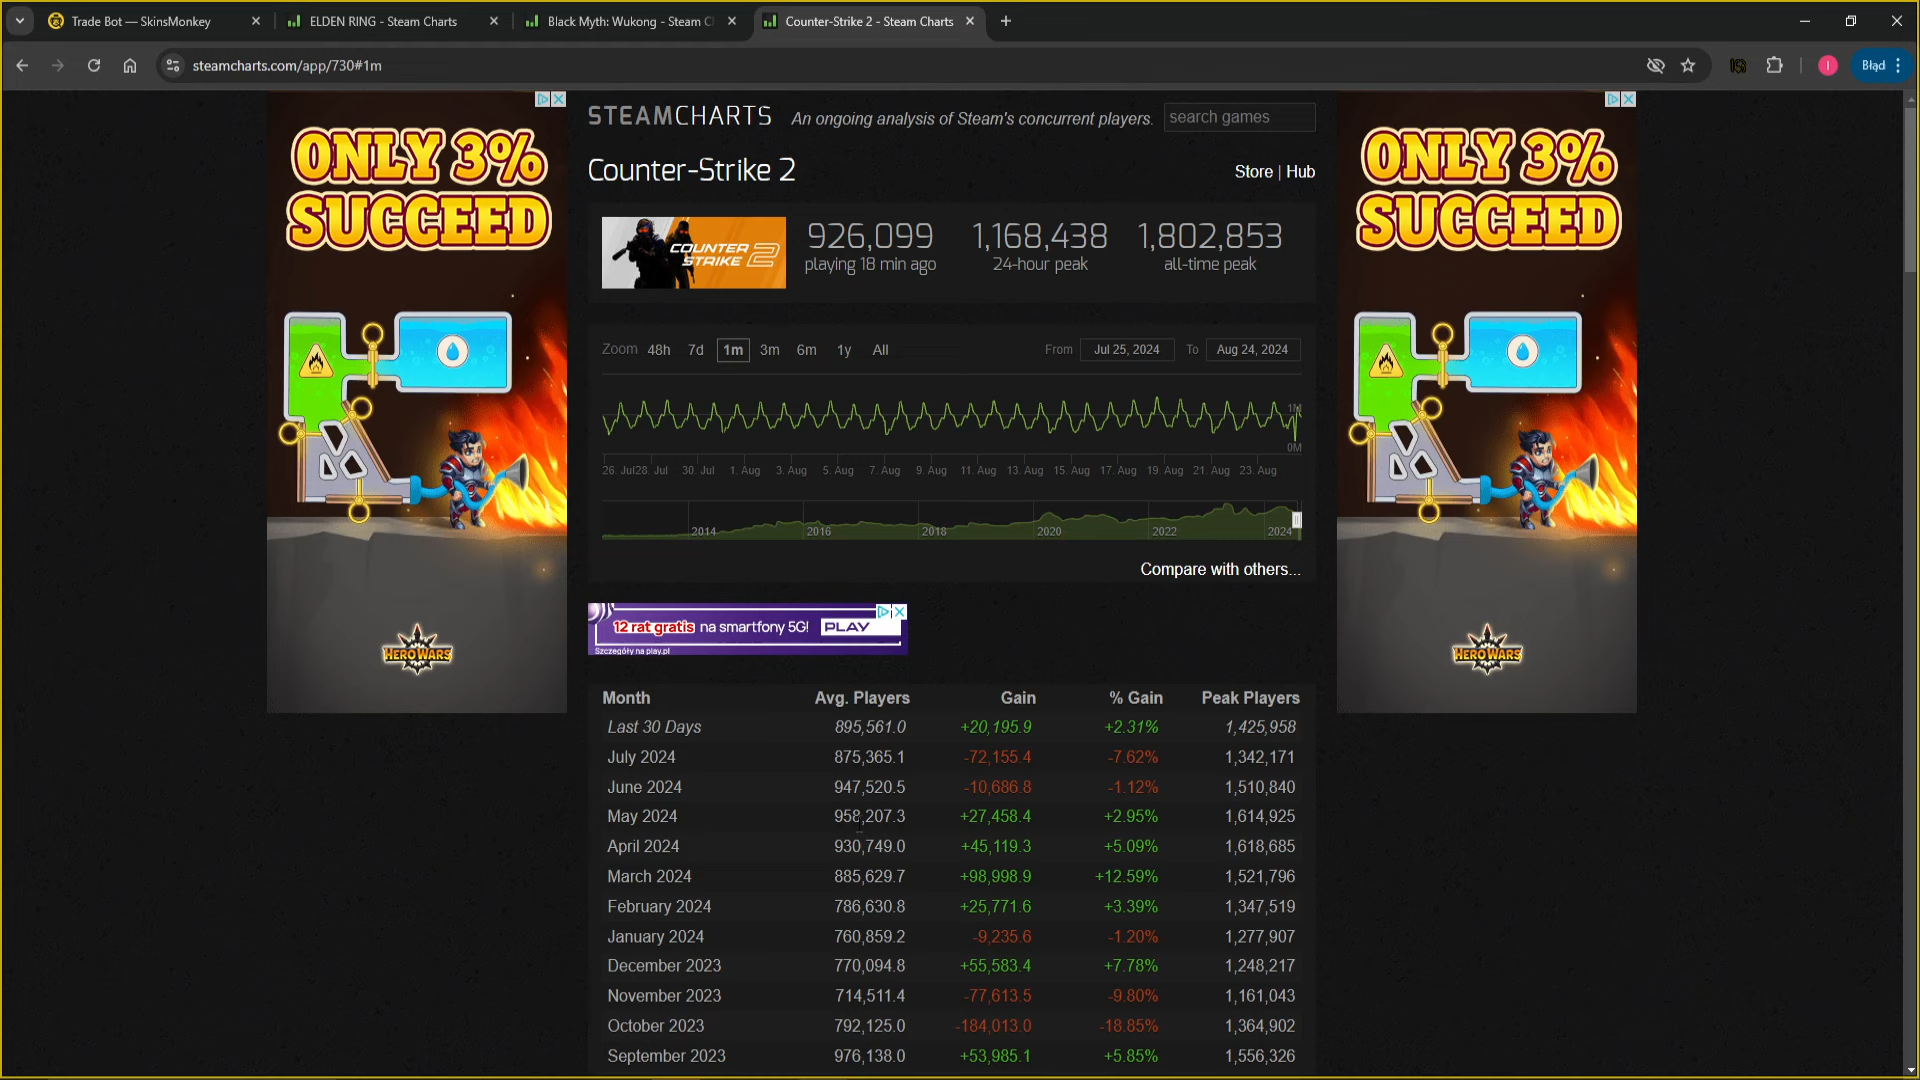 Trade Bot — SkinsMonkey
ELDEN RING - Steam Charts
Black Myth: Wukong - Steam C
Counter-Strike 2 - Steam Charts
steamcharts.com/app/730#1m
I
Błąd
ONLY 3%
SUCCEED
HERO WARS
STEAMCHARTS An ongoing analysis of Steam's concurrent players. search games
Counter-Strike 2 Store | Hub
COUNTER
STRIKE 2
926,099 1,168,438 1,802,853
playing 18 min ago 24-hour peak all-time peak
Zoom 48h 7d 1m 3m 6m 1y All From Jul 25, 2024 To Aug 24, 2024
1M
0M
26. Jul 28. Jul 30. Jul 1. Aug 3. Aug 5. Aug 7. Aug 9. Aug 11. Aug 13. Aug 15. Aug 17. Aug 19. Aug 21. Aug 23. Aug
2014 2016 2018 2020 2022 2024
Compare with others...
12 rat gratis na smartfony 5G! PLAY
Szczegóły na play.pl
Month Avg. Players Gain % Gain Peak Players
Last 30 Days 895,561.0 +20,195.9 +2.31% 1,425,958
July 2024 875,365.1 -72,155.4 -7.62% 1,342,171
June 2024 947,520.5 -10,686.8 -1.12% 1,510,840
May 2024 958,207.3 +27,458.4 +2.95% 1,614,925
April 2024 930,749.0 +45,119.3 +5.09% 1,618,685
March 2024 885,629.7 +98,998.9 +12.59% 1,521,796
February 2024 786,630.8 +25,771.6 +3.39% 1,347,519
January 2024 760,859.2 -9,235.6 -1.20% 1,277,907
December 2023 770,094.8 +55,583.4 +7.78% 1,248,217
November 2023 714,511.4 -77,613.5 -9.80% 1,161,043
October 2023 792,125.0 -184,013.0 -18.85% 1,364,902
September 2023 976,138.0 +53,985.1 +5.85% 1,556,326
ONLY 3%
SUCCEED
HERO WARS